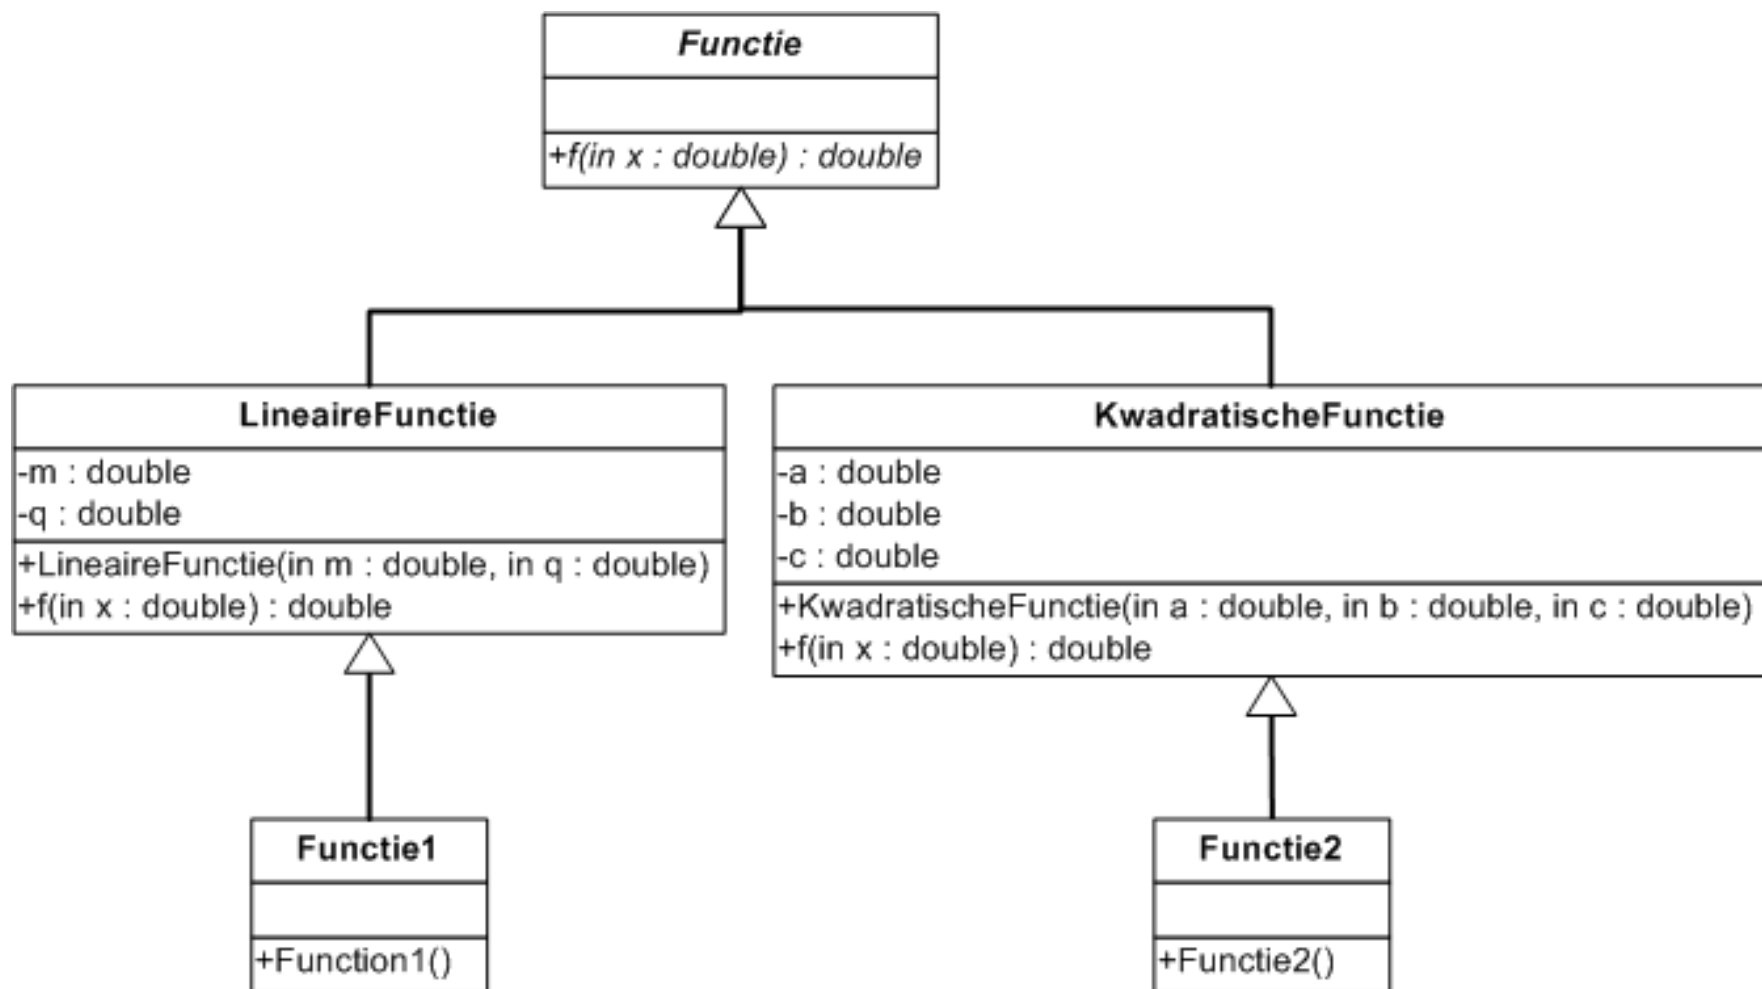 Functie
+f(in x : double) : double
LineaireFunctie
-m : double
-q : double
+LineaireFunctie(in m : double, in q : double)
+f(in x : double) : double
KwadratischeFunctie
-a : double
-b : double
-c : double
+KwadratischeFunctie(in a : double, in b : double, in c : double)
+f(in x : double) : double
Functie1
+Function1()
Functie2
+Functie2()